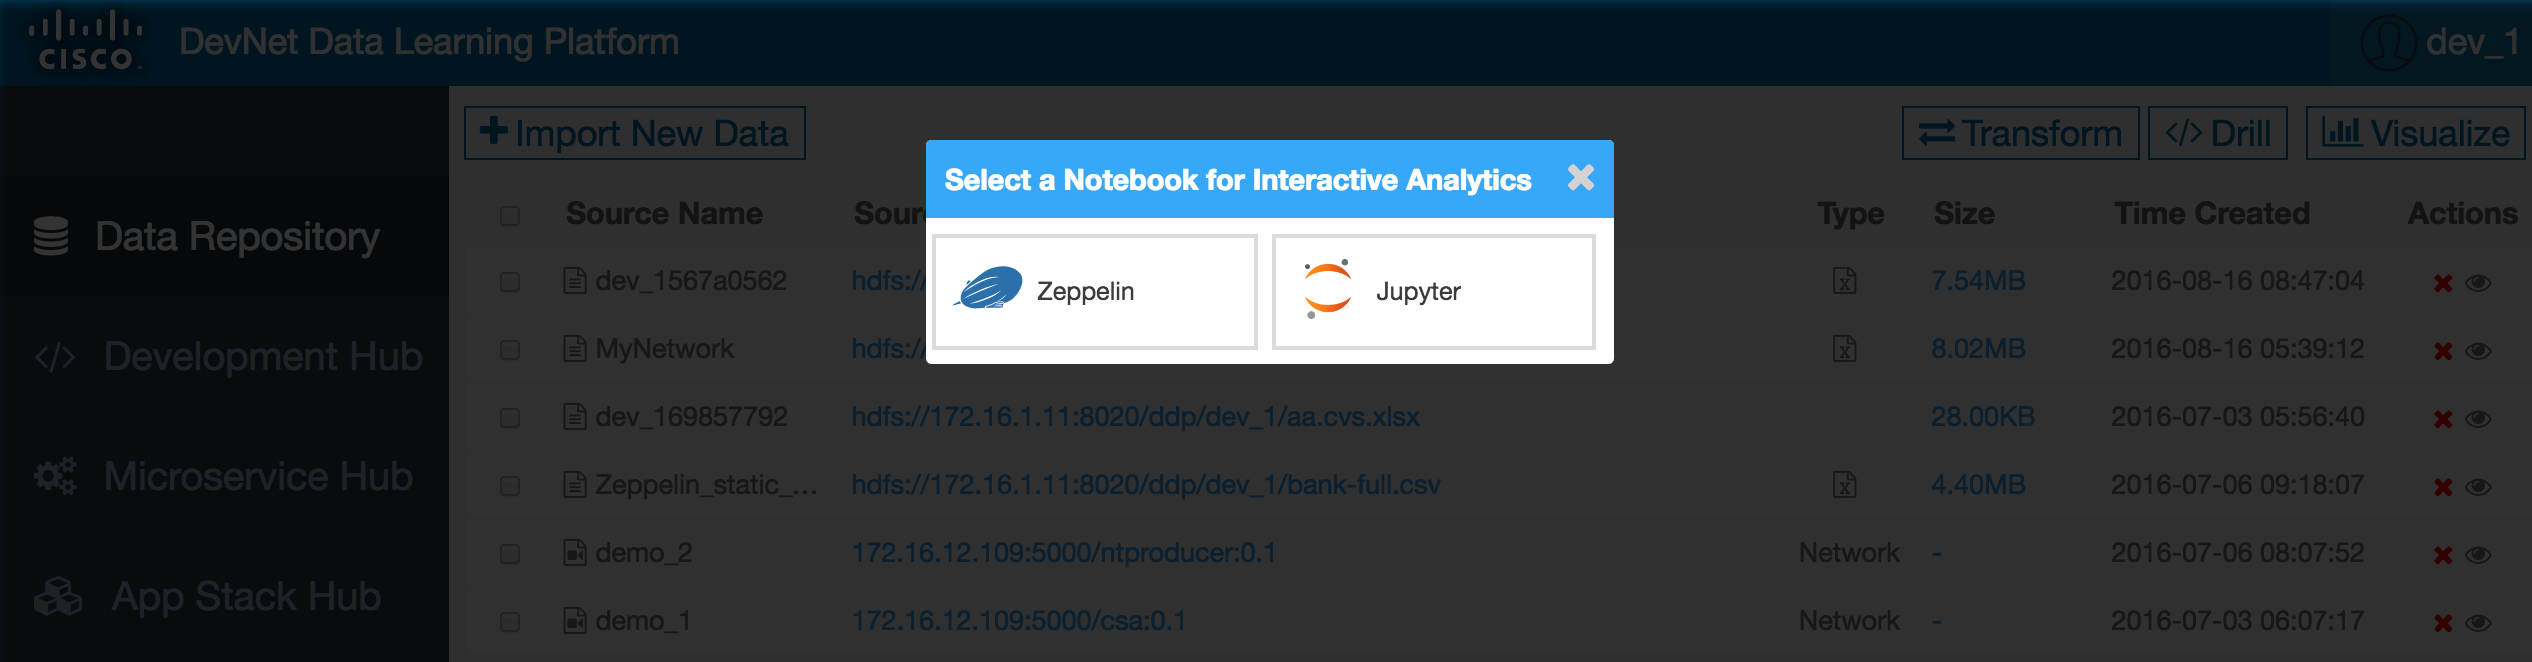 CISCO DevNet Data Learning Platform dev_1
Import New Data Transform </> Drill Visualize
Select a Notebook for Interactive Analytics
Zeppelin Jupyter
Data Repository
</> Development Hub
Microservice Hub
App Stack Hub
Source Name Sour Type Size Time Created Actions
dev_1567a0562 hdfs:/ 7.54MB 2016-08-16 08:47:04
MyNetwork hdfs:/ 8.02MB 2016-08-16 05:39:12
dev_169857792 hdfs://172.16.1.11:8020/ddp/dev_1/aa.cvs.xlsx 28.00KB 2016-07-03 05:56:40
Zeppelin_static_... hdfs://172.16.1.11:8020/ddp/dev_1/bank-full.csv 4.40MB 2016-07-06 09:18:07
demo_2 172.16.12.109:5000/ntproducer:0.1 Network - 2016-07-06 08:07:52
demo_1 172.16.12.109:5000/csa:0.1 Network - 2016-07-03 06:07:17